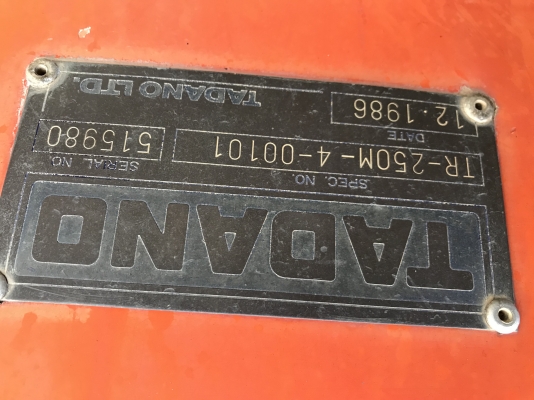 TADANO
SPEC. NO. SERIAL NO.
TR-250M-4-00101 515980
DATE
12.1986 TADANO LTD.